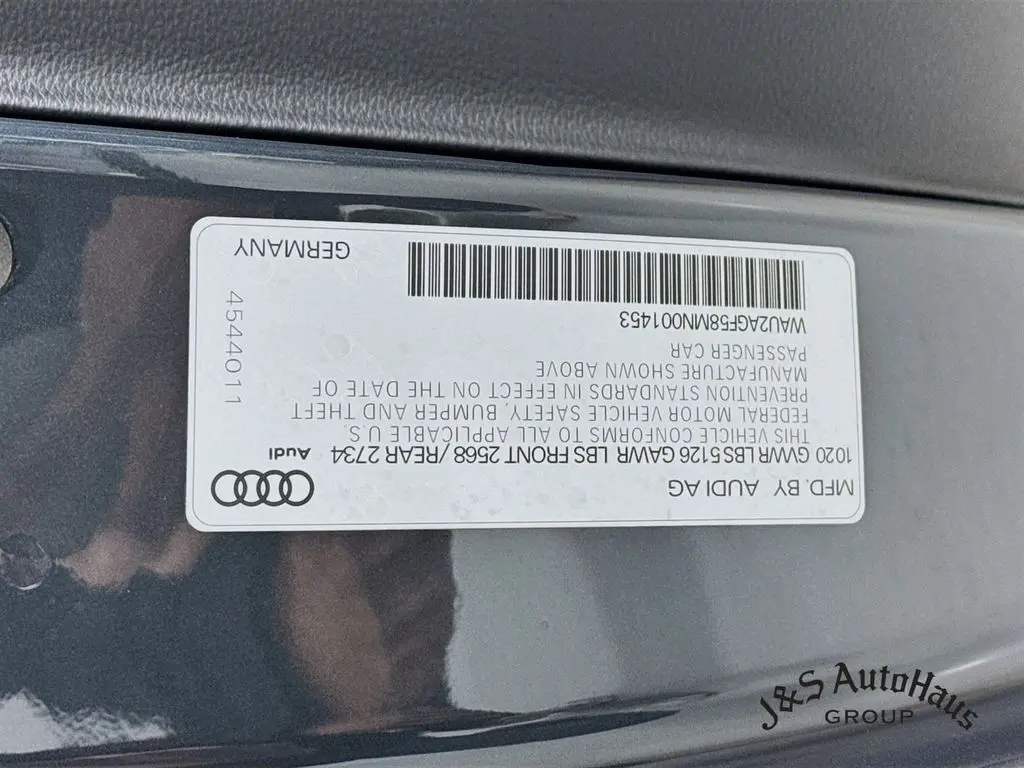 MFD. BY AUDI AG
1020 GVWR LBS 5126 GAWR LBS FRONT 2568 / REAR 2734
Audi
THIS VEHICLE CONFORMS TO ALL APPLICABLE U.S.
FEDERAL MOTOR VEHICLE SAFETY, BUMPER AND THEFT
PREVENTION STANDARDS IN EFFECT ON THE DATE OF
MANUFACTURE SHOWN ABOVE
PASSENGER CAR
WAU2AGF58MN001453
GERMANY
4544011
J&S AutoHaus
GROUP